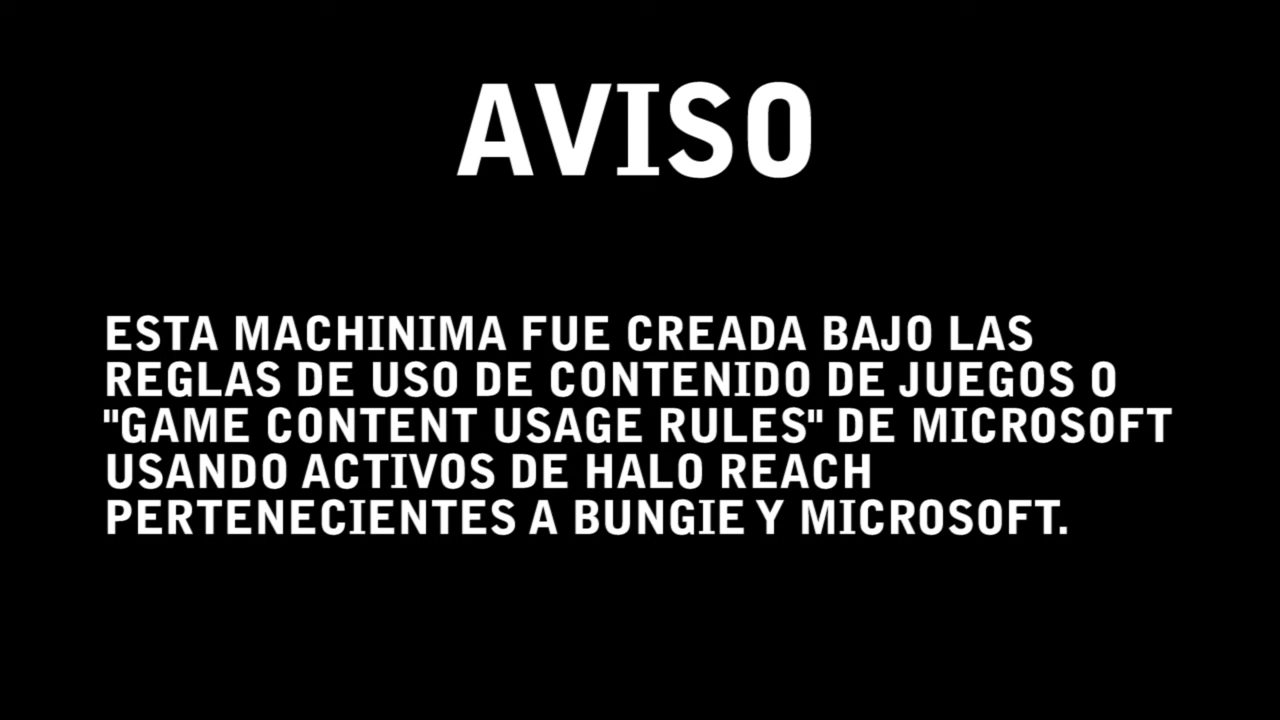 AVISO
ESTA MACHINIMA FUE CREADA BAJO LAS
REGLAS DE USO DE CONTENIDO DE JUEGOS O
"GAME CONTENT USAGE RULES" DE MICROSOFT
USANDO ACTIVOS DE HALO REACH
PERTENECIENTES A BUNGIE Y MICROSOFT.